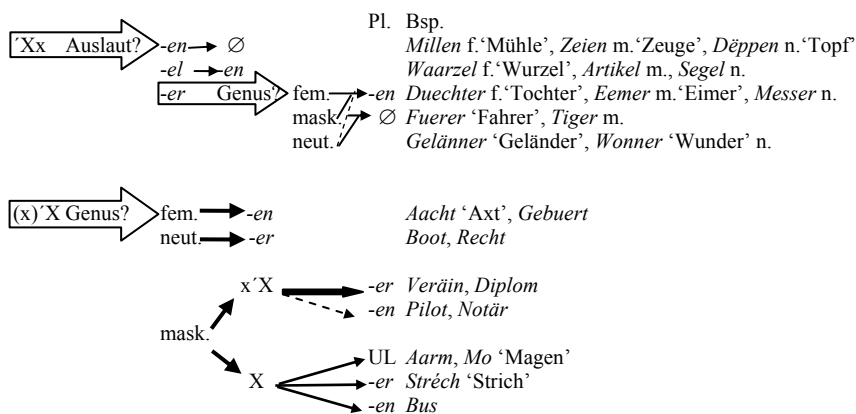 Pl. Bsp.
´Xx Auslaut? -en ∅ Millen f.‘Mühle’, Zeien m.‘Zeuge’, Dëppen n.‘Topf’
-el -en Waarzel f.‘Wurzel’, Artikel m., Segel n.
-er Genus? fem. -en Duechter f.‘Tochter’, Eemer m.‘Eimer’, Messer n.
mask. ∅ Fuerer ‘Fahrer’, Tiger m.
neut. Gelänner ‘Geländer’, Wonner ‘Wunder’ n.
(x)´X Genus? fem. -en Aacht ‘Axt’, Gebuert
neut. -er Boot, Recht
x´X -er Veräin, Diplom
-en Pilot, Notär
mask.
UL Aarm, Mo ‘Magen’
X -er Stréch ‘Strich’
-en Bus